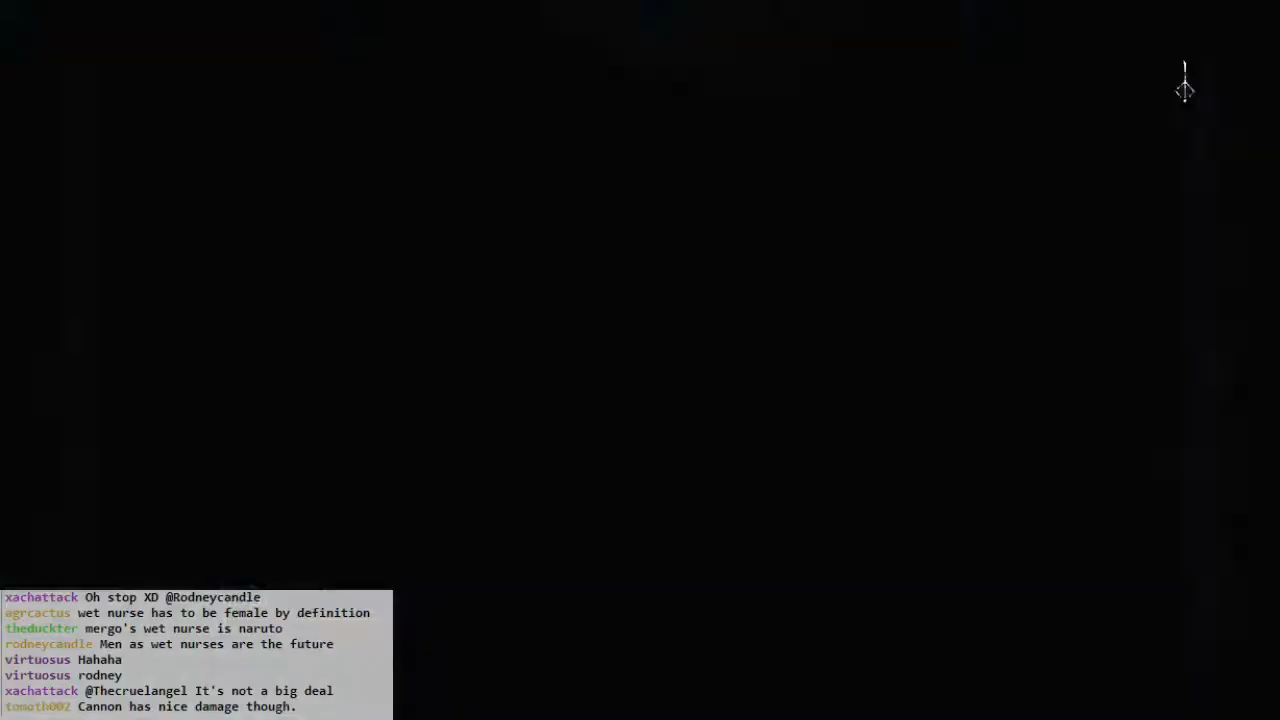 xachattack Oh stop XD @Rodneycandle
agrcactus wet nurse has to be female by definition
theduckter mergo's wet nurse is naruto
rodneycandle Men as wet nurses are the future
virtuosus Hahaha
virtuosus rodney
xachattack @Thecruelangel It's not a big deal
tomoth002 Cannon has nice damage though.